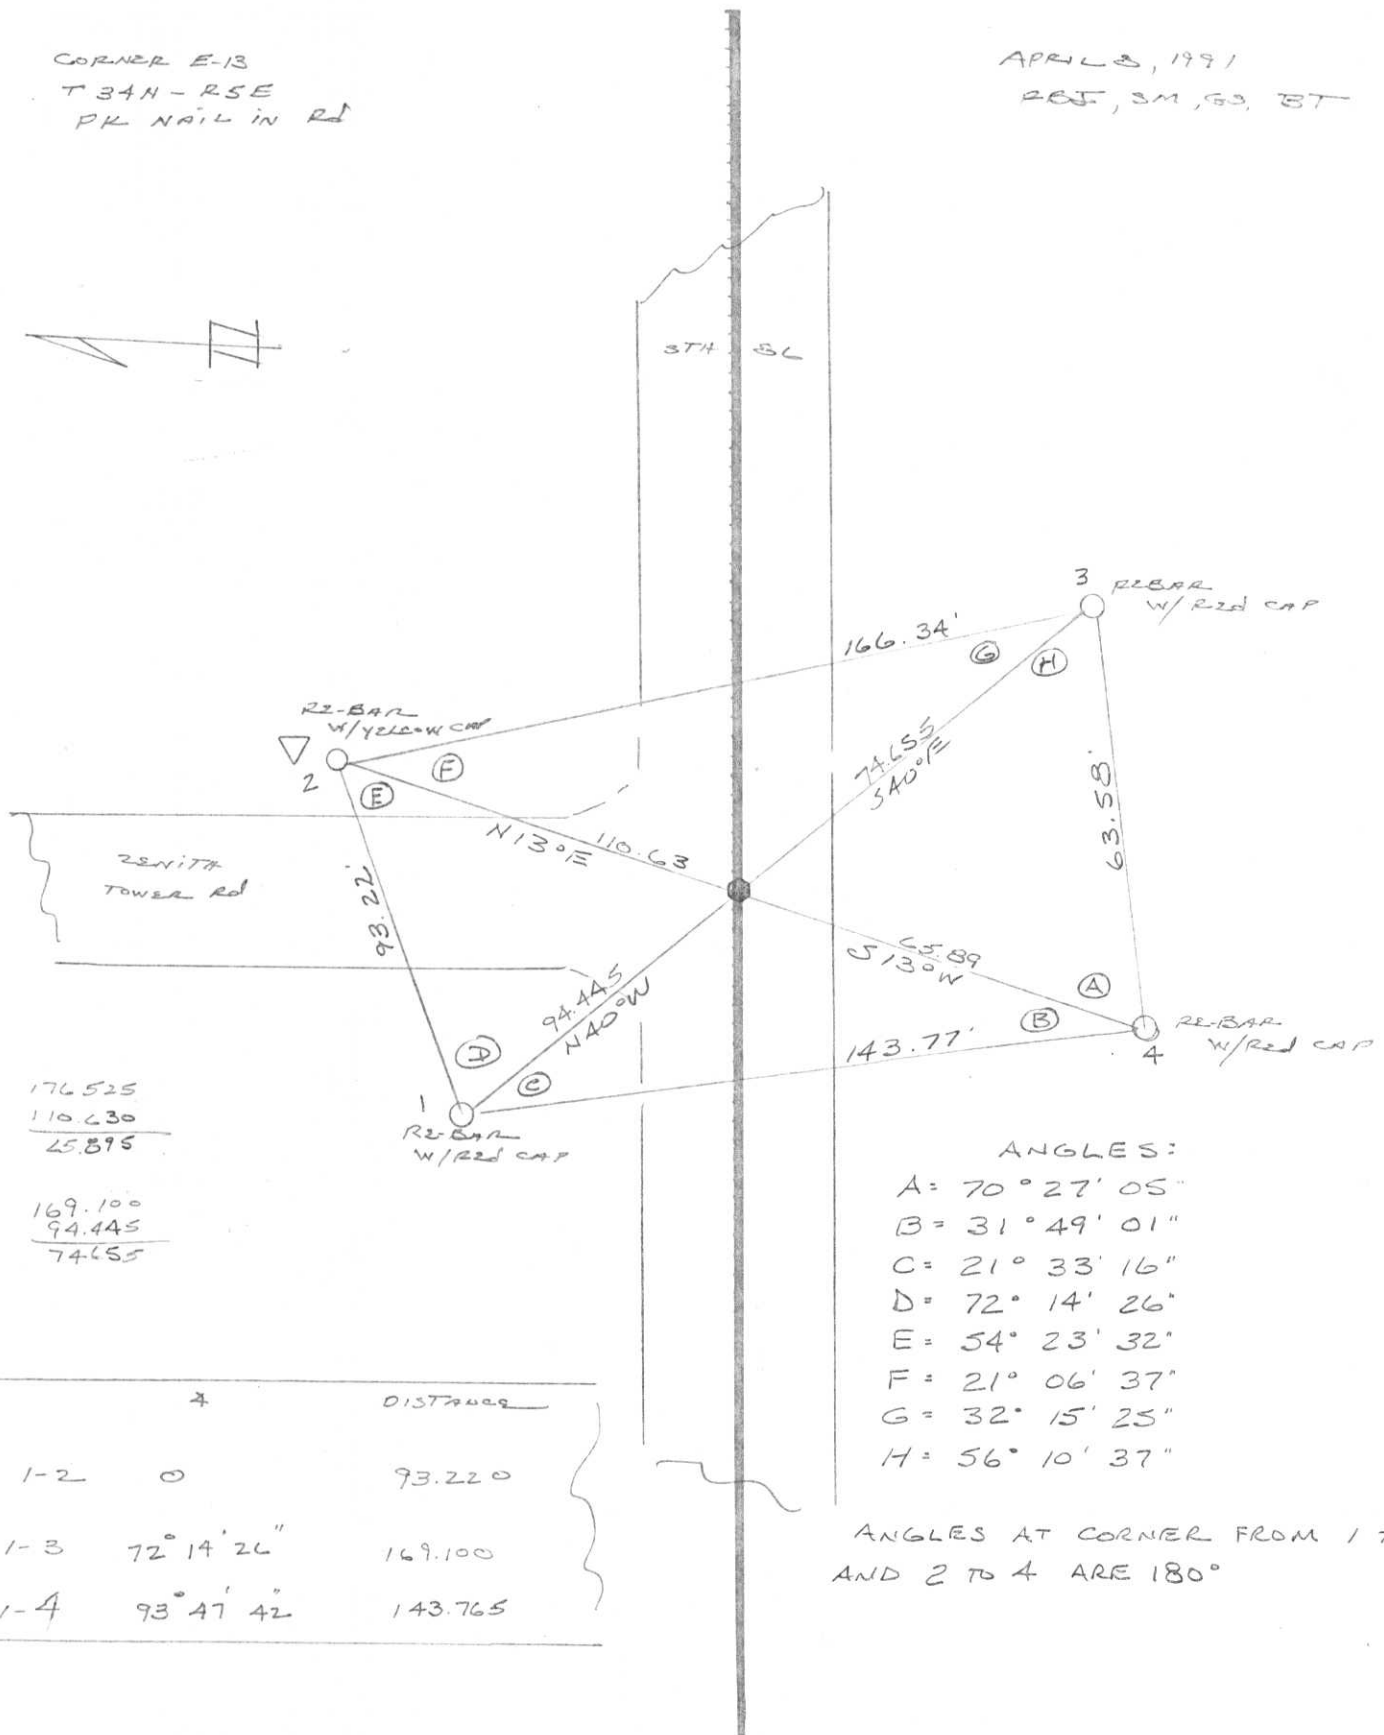 CORNER E-13
T 34N - R5E
PK NAIL IN Rd
APRIL 3, 1991
RBJ, SM, GS, BT
N
STH 86
3
REBAR
W/ REd CAP
166.34'
G
H
RE-BAR
W/YELLOW CAP
2
F
E
74.655
S40°E
63.58'
N13°E 110.63
ZENITH
TOWER Rd
93.22'
65.89
S13°W
A
B
94.445
N40°W
D
C
143.77'
4
RE-BAR
W/REd CAP
1
RE-BAR
W/REd CAP
176.525
110.630
65.895
169.100
94.445
74655
ANGLES:
A= 70° 27' 05"
B= 31° 49' 01"
C= 21° 33' 16"
D= 72° 14' 26"
E= 54° 23' 32"
F= 21° 06' 37"
G= 32° 15' 25"
H= 56° 10' 37"
∡ DISTANCE
1-2 0 93.220
1-3 72° 14' 26" 169.100
1-4 93° 47' 42" 143.765
ANGLES AT CORNER FROM 1 T
AND 2 TO 4 ARE 180°